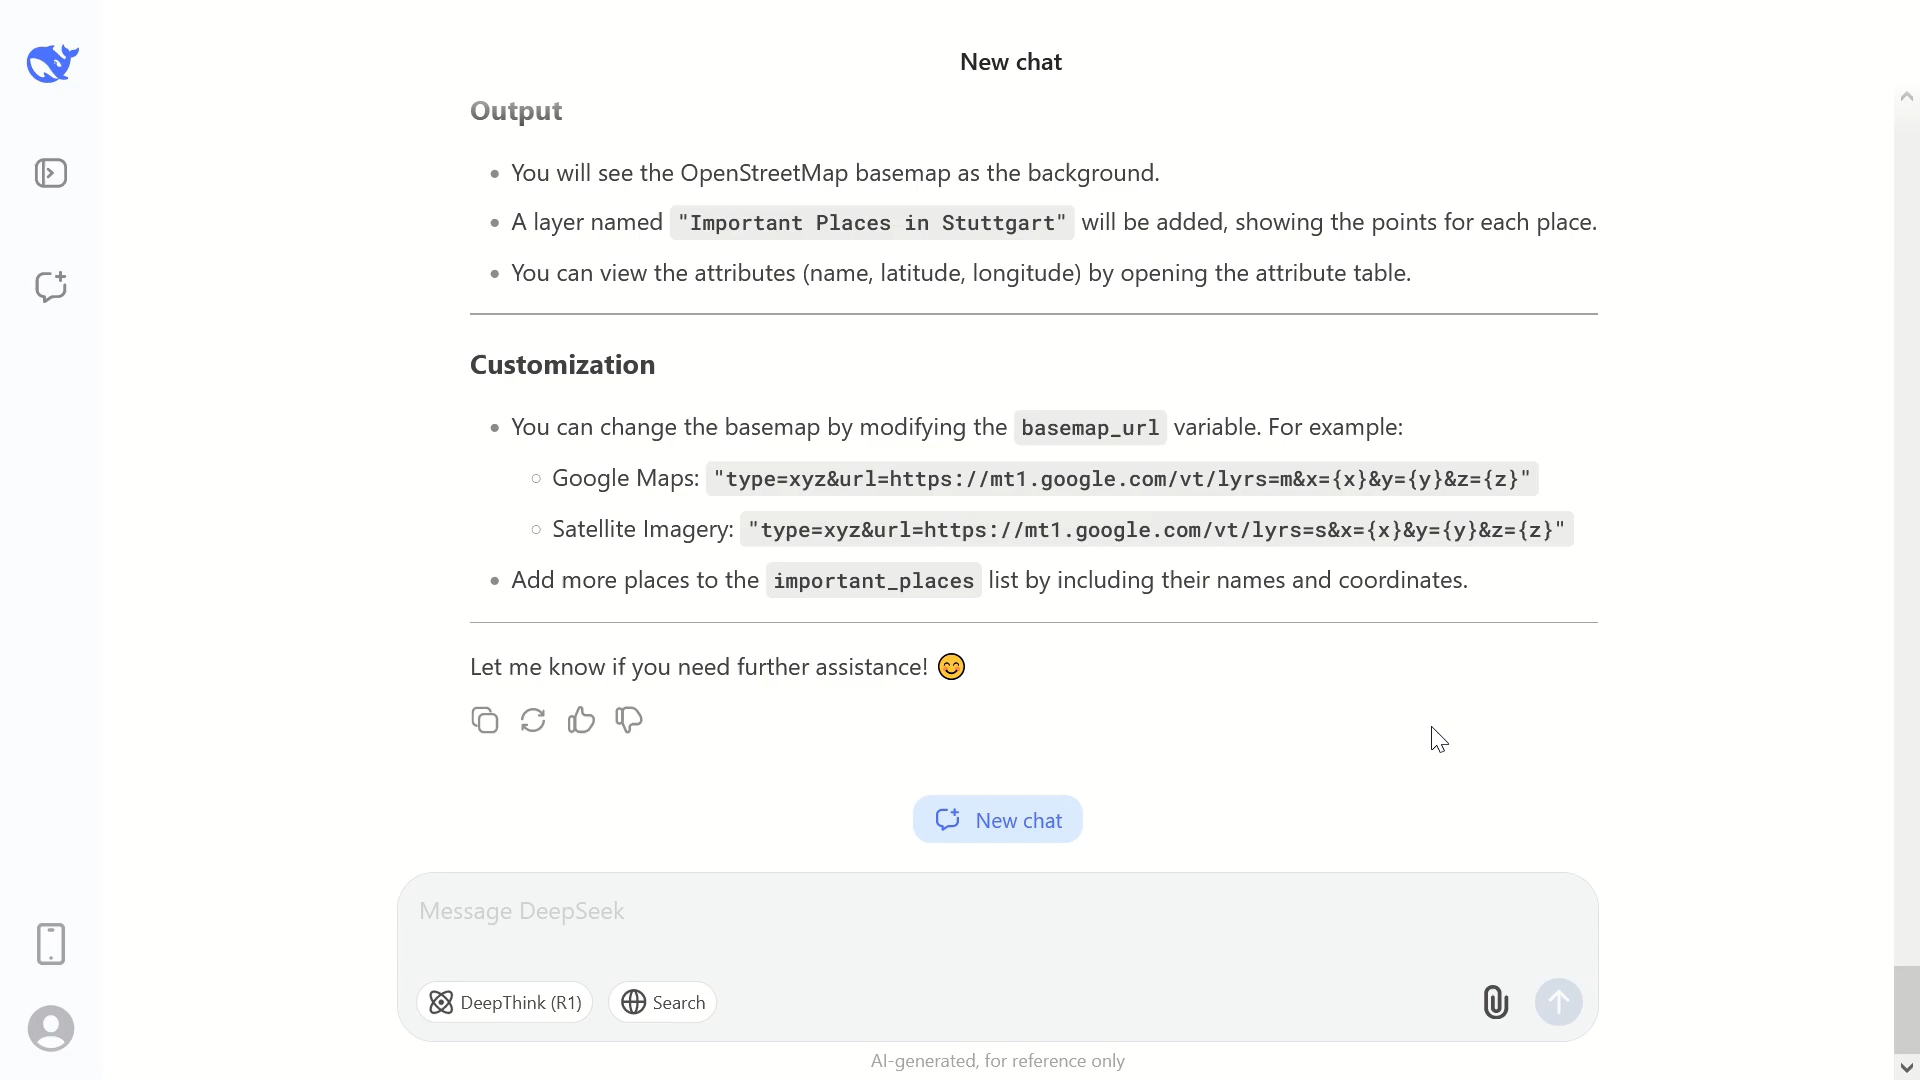 New chat
Output
You will see the OpenStreetMap basemap as the background.
A layer named "Important Places in Stuttgart" will be added, showing the points for each place.
You can view the attributes (name, latitude, longitude) by opening the attribute table.
Customization
You can change the basemap by modifying the basemap_url variable. For example:
Google Maps: "type=xyz&url=https://mt1.google.com/vt/lyrs=m&x={x}&y={y}&z={z}"
Satellite Imagery: "type=xyz&url=https://mt1.google.com/vt/lyrs=s&x={x}&y={y}&z={z}"
Add more places to the important_places list by including their names and coordinates.
Let me know if you need further assistance! 😊
New chat
Message DeepSeek
DeepThink (R1) Search
AI-generated, for reference only